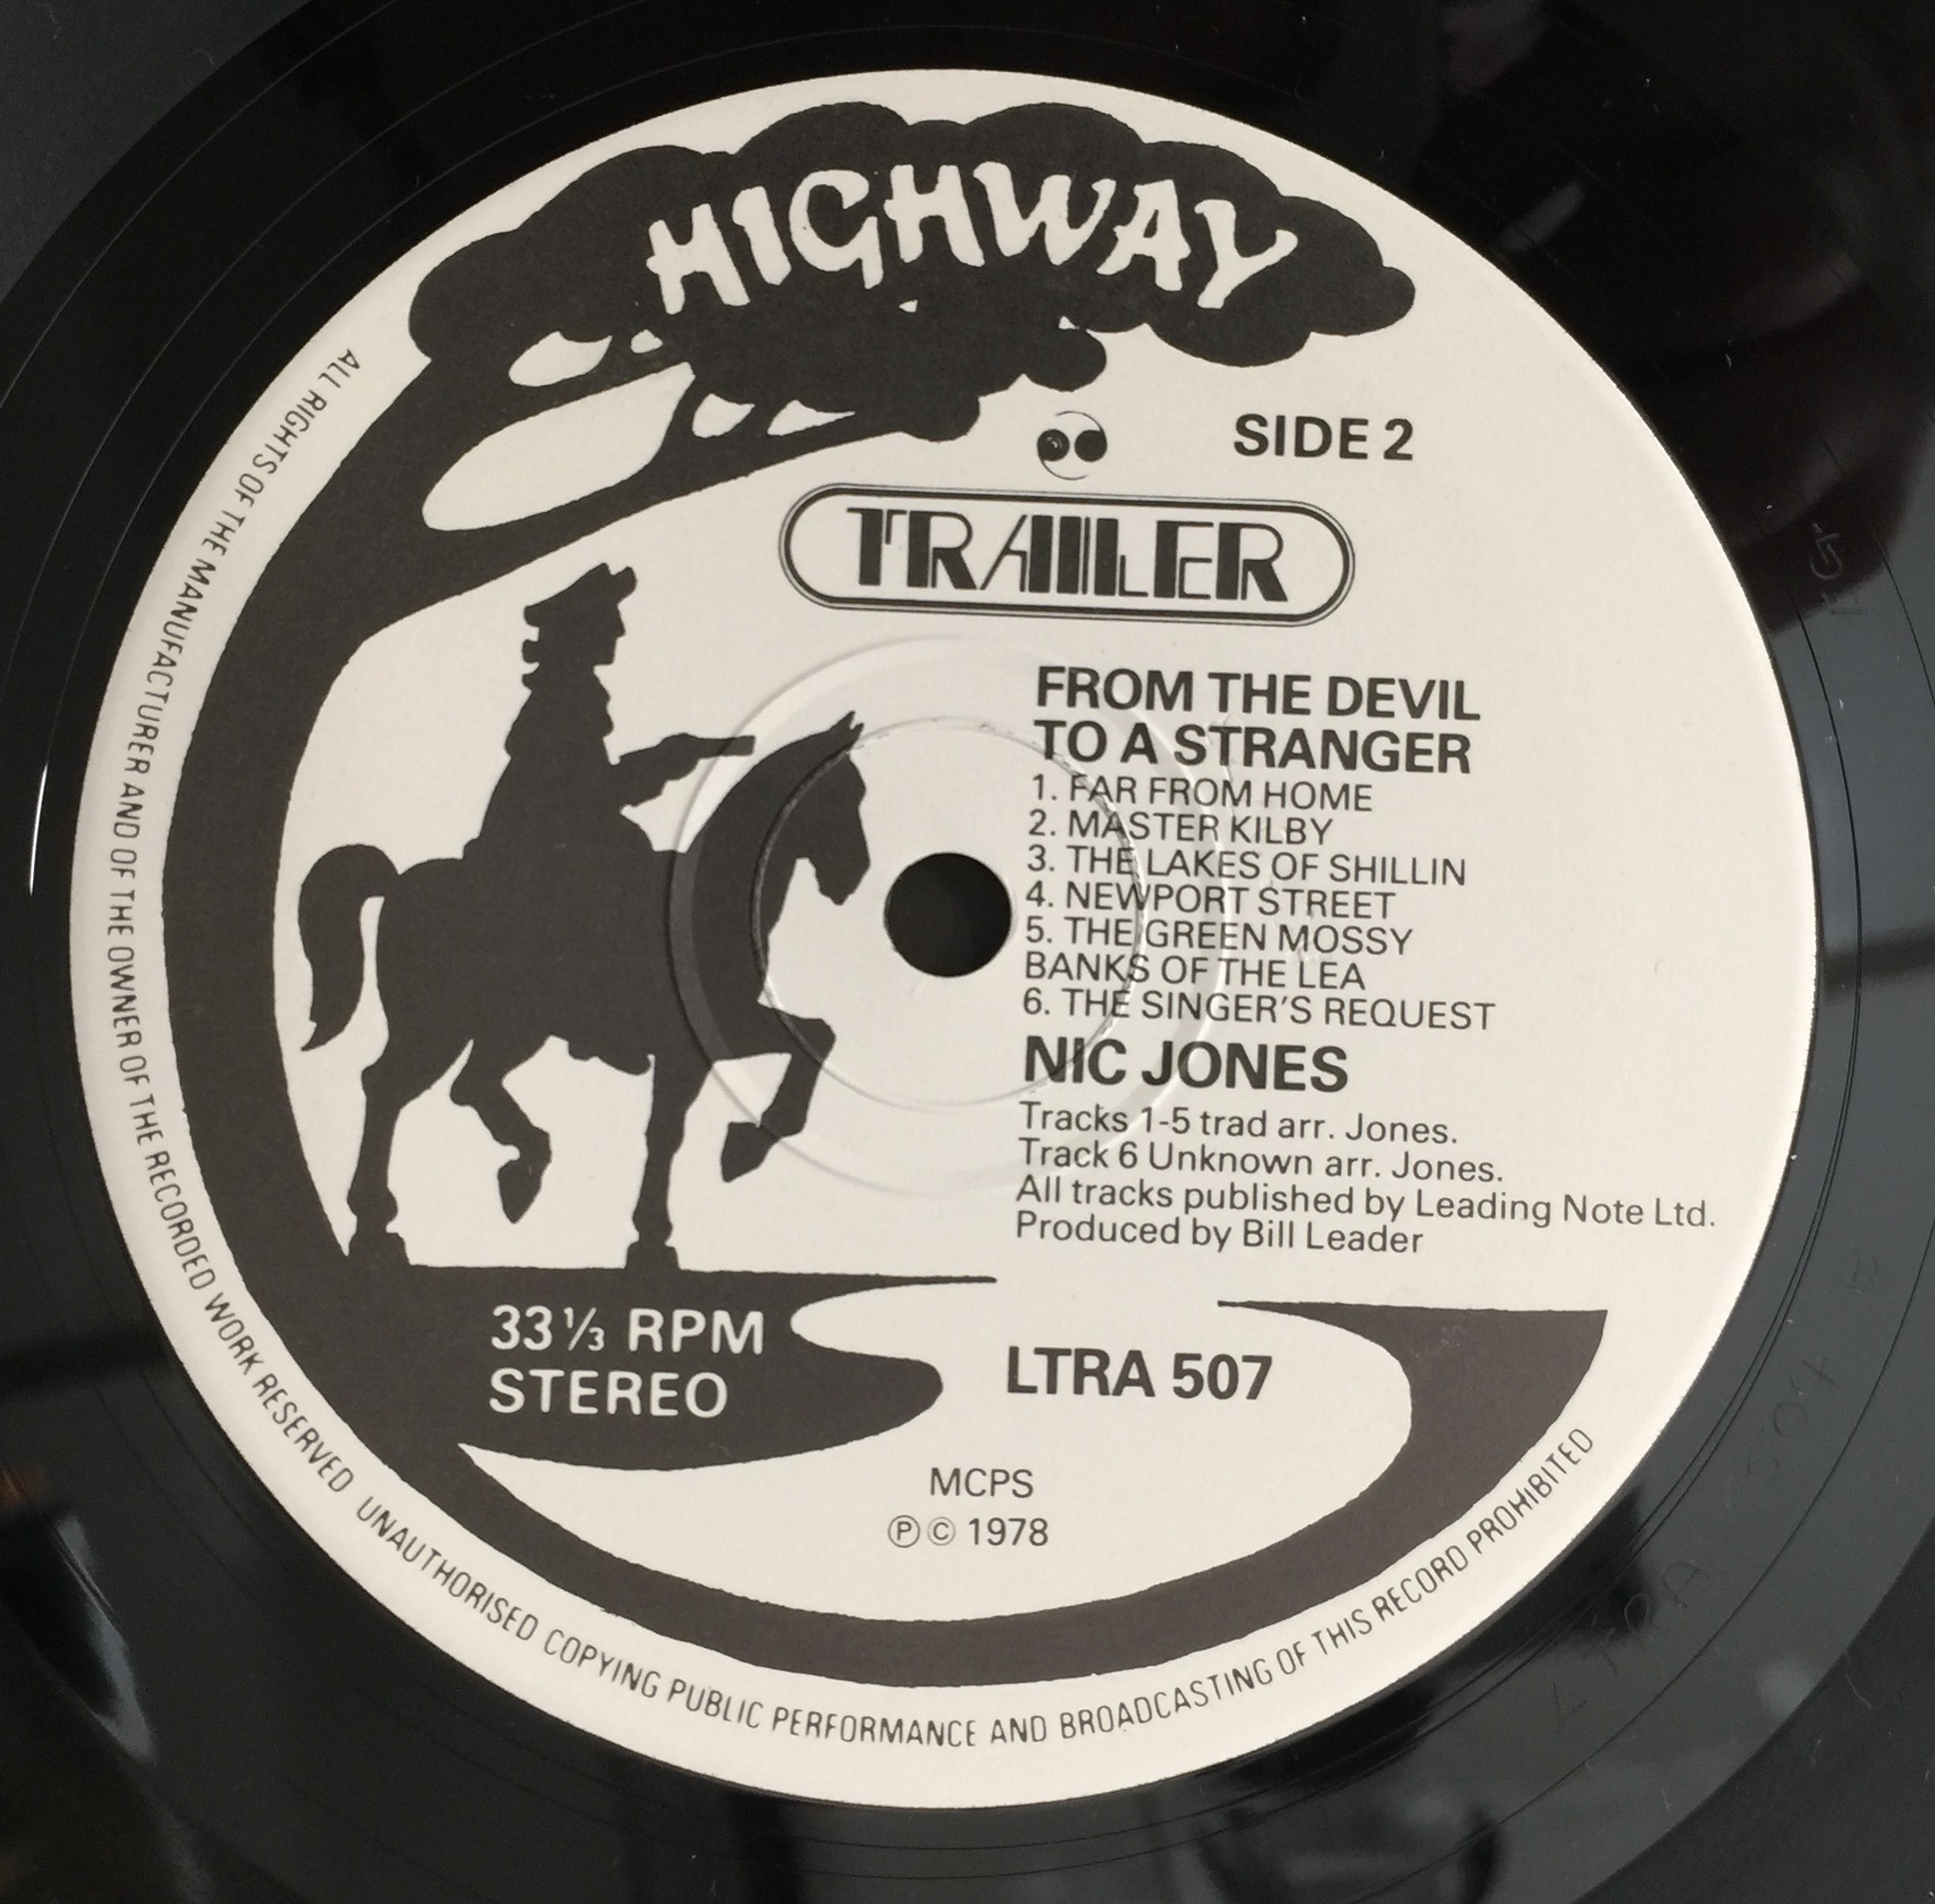 HIGHWAY
SIDE 2
TRAILER
FROM THE DEVIL
TO A STRANGER
1. FAR FROM HOME
2. MASTER KILBY
3. THE LAKES OF SHILLIN
4. NEWPORT STREET
5. THE GREEN MOSSY
BANKS OF THE LEA
6. THE SINGER'S REQUEST
NIC JONES
Tracks 1-5 trad arr. Jones.
Track 6 Unknown arr. Jones.
All tracks published by Leading Note Ltd.
Produced by Bill Leader
33⅓ RPM
STEREO
LTRA 507
MCPS
℗ © 1978
ALL RIGHTS OF THE MANUFACTURER AND OF THE OWNER OF THE RECORDED WORK RESERVED UNAUTHORISED COPYING PUBLIC PERFORMANCE AND BROADCASTING OF THIS RECORD PROHIBITED